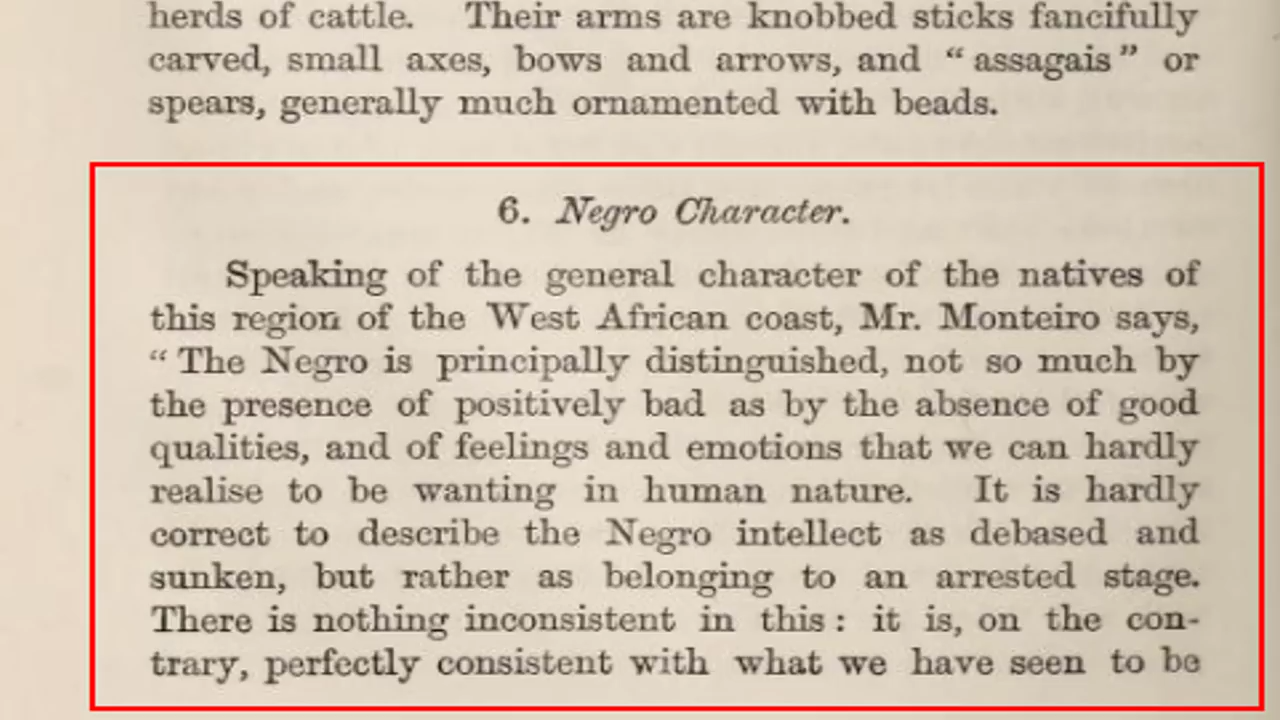 herds of cattle. Their arms are knobbed sticks fancifully
carved, small axes, bows and arrows, and “assagais” or
spears, generally much ornamented with beads.
6. Negro Character.
Speaking of the general character of the natives of
this region of the West African coast, Mr. Monteiro says,
“The Negro is principally distinguished, not so much by
the presence of positively bad as by the absence of good
qualities, and of feelings and emotions that we can hardly
realise to be wanting in human nature. It is hardly
correct to describe the Negro intellect as debased and
sunken, but rather as belonging to an arrested stage.
There is nothing inconsistent in this: it is, on the con-
trary, perfectly consistent with what we have seen to be